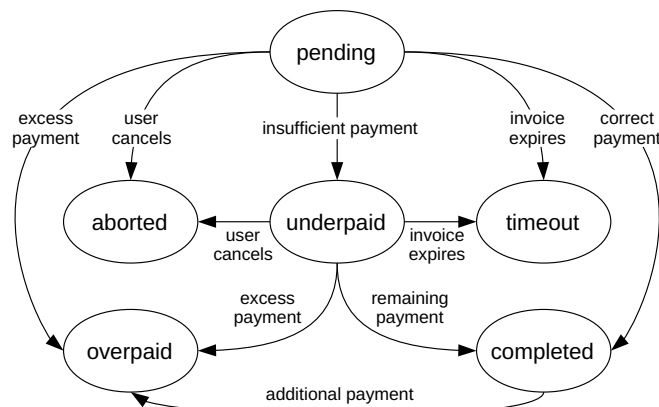 pending
excess
payment
user
cancels
insufficient payment
invoice
expires
correct
payment
aborted
underpaid
timeout
user
cancels
invoice
expires
excess
payment
remaining
payment
overpaid
completed
additional payment